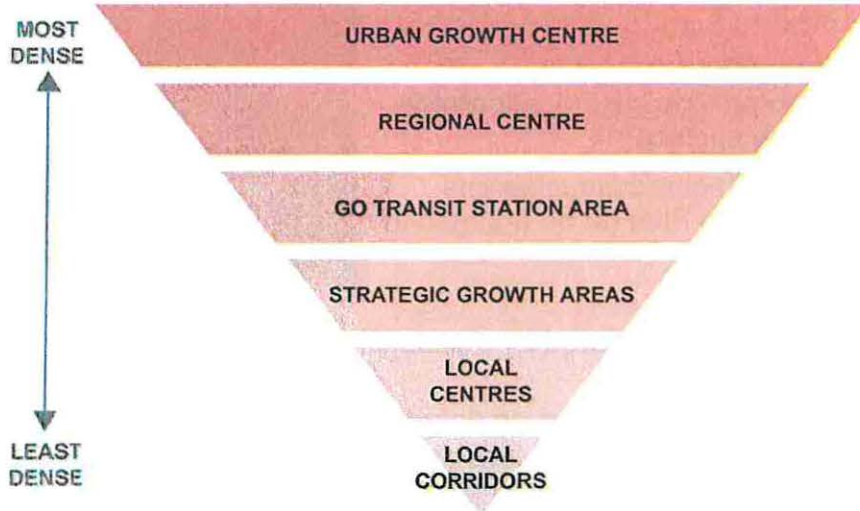 MOST
DENSE
URBAN GROWTH CENTRE
REGIONAL CENTRE
GO TRANSIT STATION AREA
STRATEGIC GROWTH AREAS
LOCAL
CENTRES
LEAST
DENSE
LOCAL
CORRIDORS